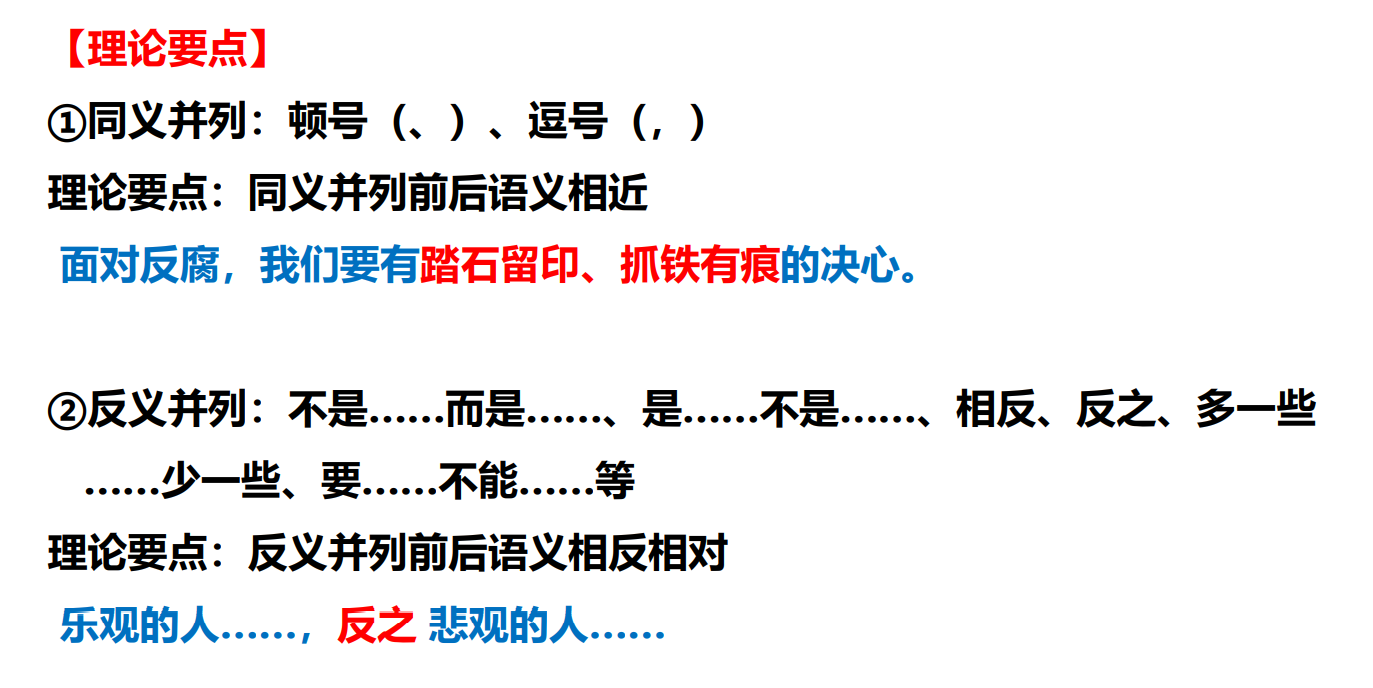 【理论要点】
①同义并列：顿号（、）、逗号（，）
理论要点：同义并列前后语义相近
面对反腐，我们要有踏石留印、抓铁有痕的决心。
②反义并列：不是……而是……、是……不是……、相反、反之、多一些
……少一些、要……不能……等
理论要点：反义并列前后语义相反相对
乐观的人……，反之 悲观的人……